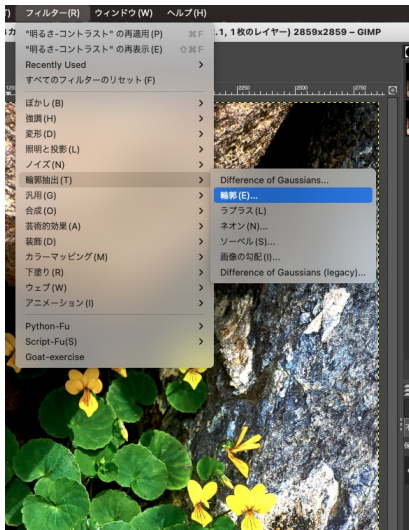 フィルター(R) ウィンドウ(W) ヘルプ(H)
.1, 1枚のレイヤー) 2859x2859 – GIMP
"明るさ-コントラスト" の再適用(P) ⌘F
"明るさ-コントラスト" の再表示(E) ⇧⌘F
Recently Used
すべてのフィルターのリセット(F)
2250 2500 2750
ぼかし(B)
強調(H)
変形(D)
照明と投影(L)
ノイズ(N)
輪郭抽出(T)
汎用(G)
合成(O)
芸術的効果(A)
装飾(D)
カラーマッピング(M)
下塗り(R)
ウェブ(W)
アニメーション(I)
Python-Fu
Script-Fu(S)
Goat-exercise
Difference of Gaussians...
輪郭(E)...
ラプラス(L)
ネオン(N)...
ソーベル(S)...
画像の勾配(I)...
Difference of Gaussians (legacy)...